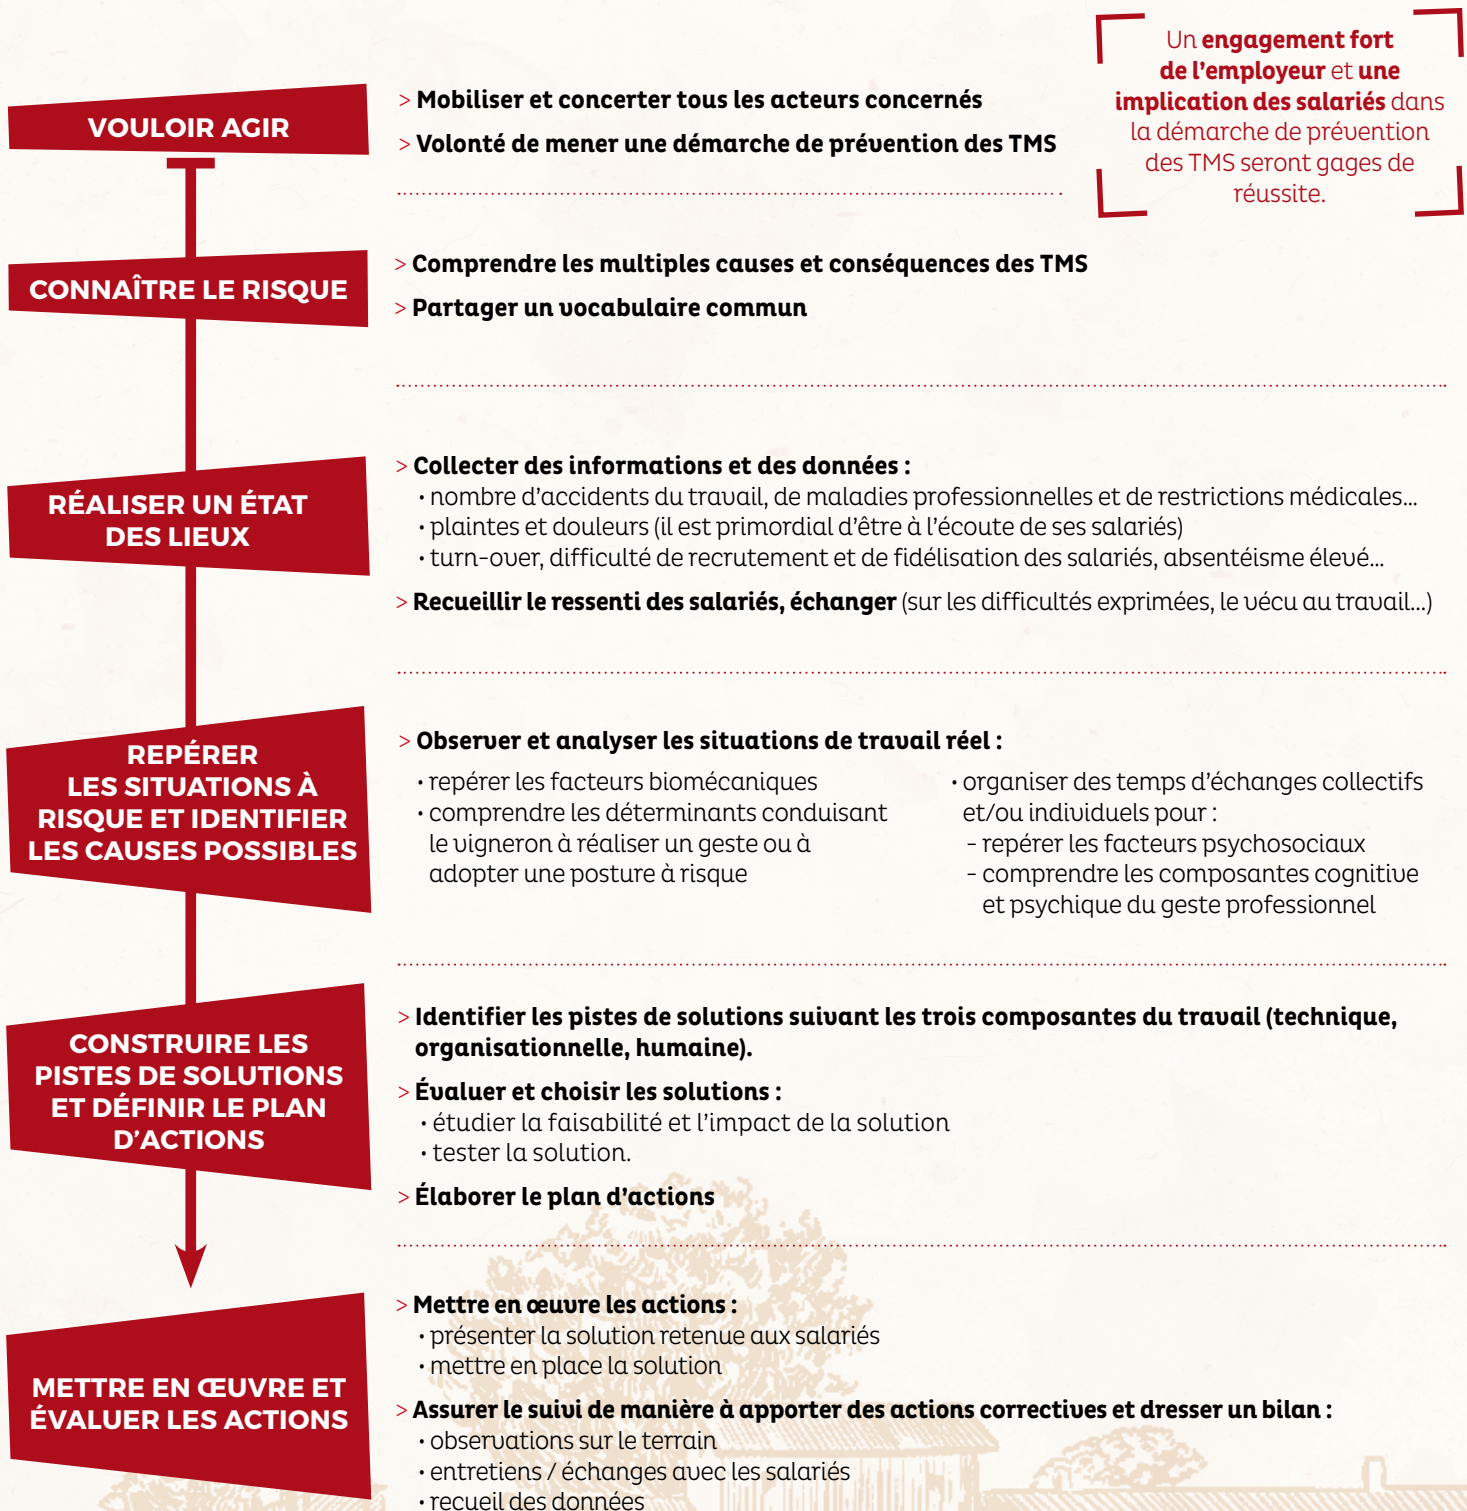 Un engagement fort
de l'employeur et une
implication des salariés dans
la démarche de prévention
des TMS seront gages de
réussite.
VOULOIR AGIR
> Mobiliser et concerter tous les acteurs concernés
> Volonté de mener une démarche de prévention des TMS
CONNAÎTRE LE RISQUE
> Comprendre les multiples causes et conséquences des TMS
> Partager un vocabulaire commun
RÉALISER UN ÉTAT
DES LIEUX
> Collecter des informations et des données :
• nombre d'accidents du travail, de maladies professionnelles et de restrictions médicales...
• plaintes et douleurs (il est primordial d'être à l'écoute de ses salariés)
• turn-over, difficulté de recrutement et de fidélisation des salariés, absentéisme élevé...
> Recueillir le ressenti des salariés, échanger (sur les difficultés exprimées, le vécu au travail...)
REPÉRER
LES SITUATIONS À
RISQUE ET IDENTIFIER
LES CAUSES POSSIBLES
> Observer et analyser les situations de travail réel :
• repérer les facteurs biomécaniques
• comprendre les déterminants conduisant
le vigneron à réaliser un geste ou à
adopter une posture à risque
• organiser des temps d'échanges collectifs
et/ou individuels pour :
- repérer les facteurs psychosociaux
- comprendre les composantes cognitive
et psychique du geste professionnel
CONSTRUIRE LES
PISTES DE SOLUTIONS
ET DÉFINIR LE PLAN
D'ACTIONS
> Identifier les pistes de solutions suivant les trois composantes du travail (technique,
organisationnelle, humaine).
> Évaluer et choisir les solutions :
• étudier la faisabilité et l'impact de la solution
• tester la solution.
> Élaborer le plan d'actions
METTRE EN ŒUVRE ET
ÉVALUER LES ACTIONS
> Mettre en œuvre les actions :
• présenter la solution retenue aux salariés
• mettre en place la solution
> Assurer le suivi de manière à apporter des actions correctives et dresser un bilan :
• observations sur le terrain
• entretiens / échanges avec les salariés
• recueil des données